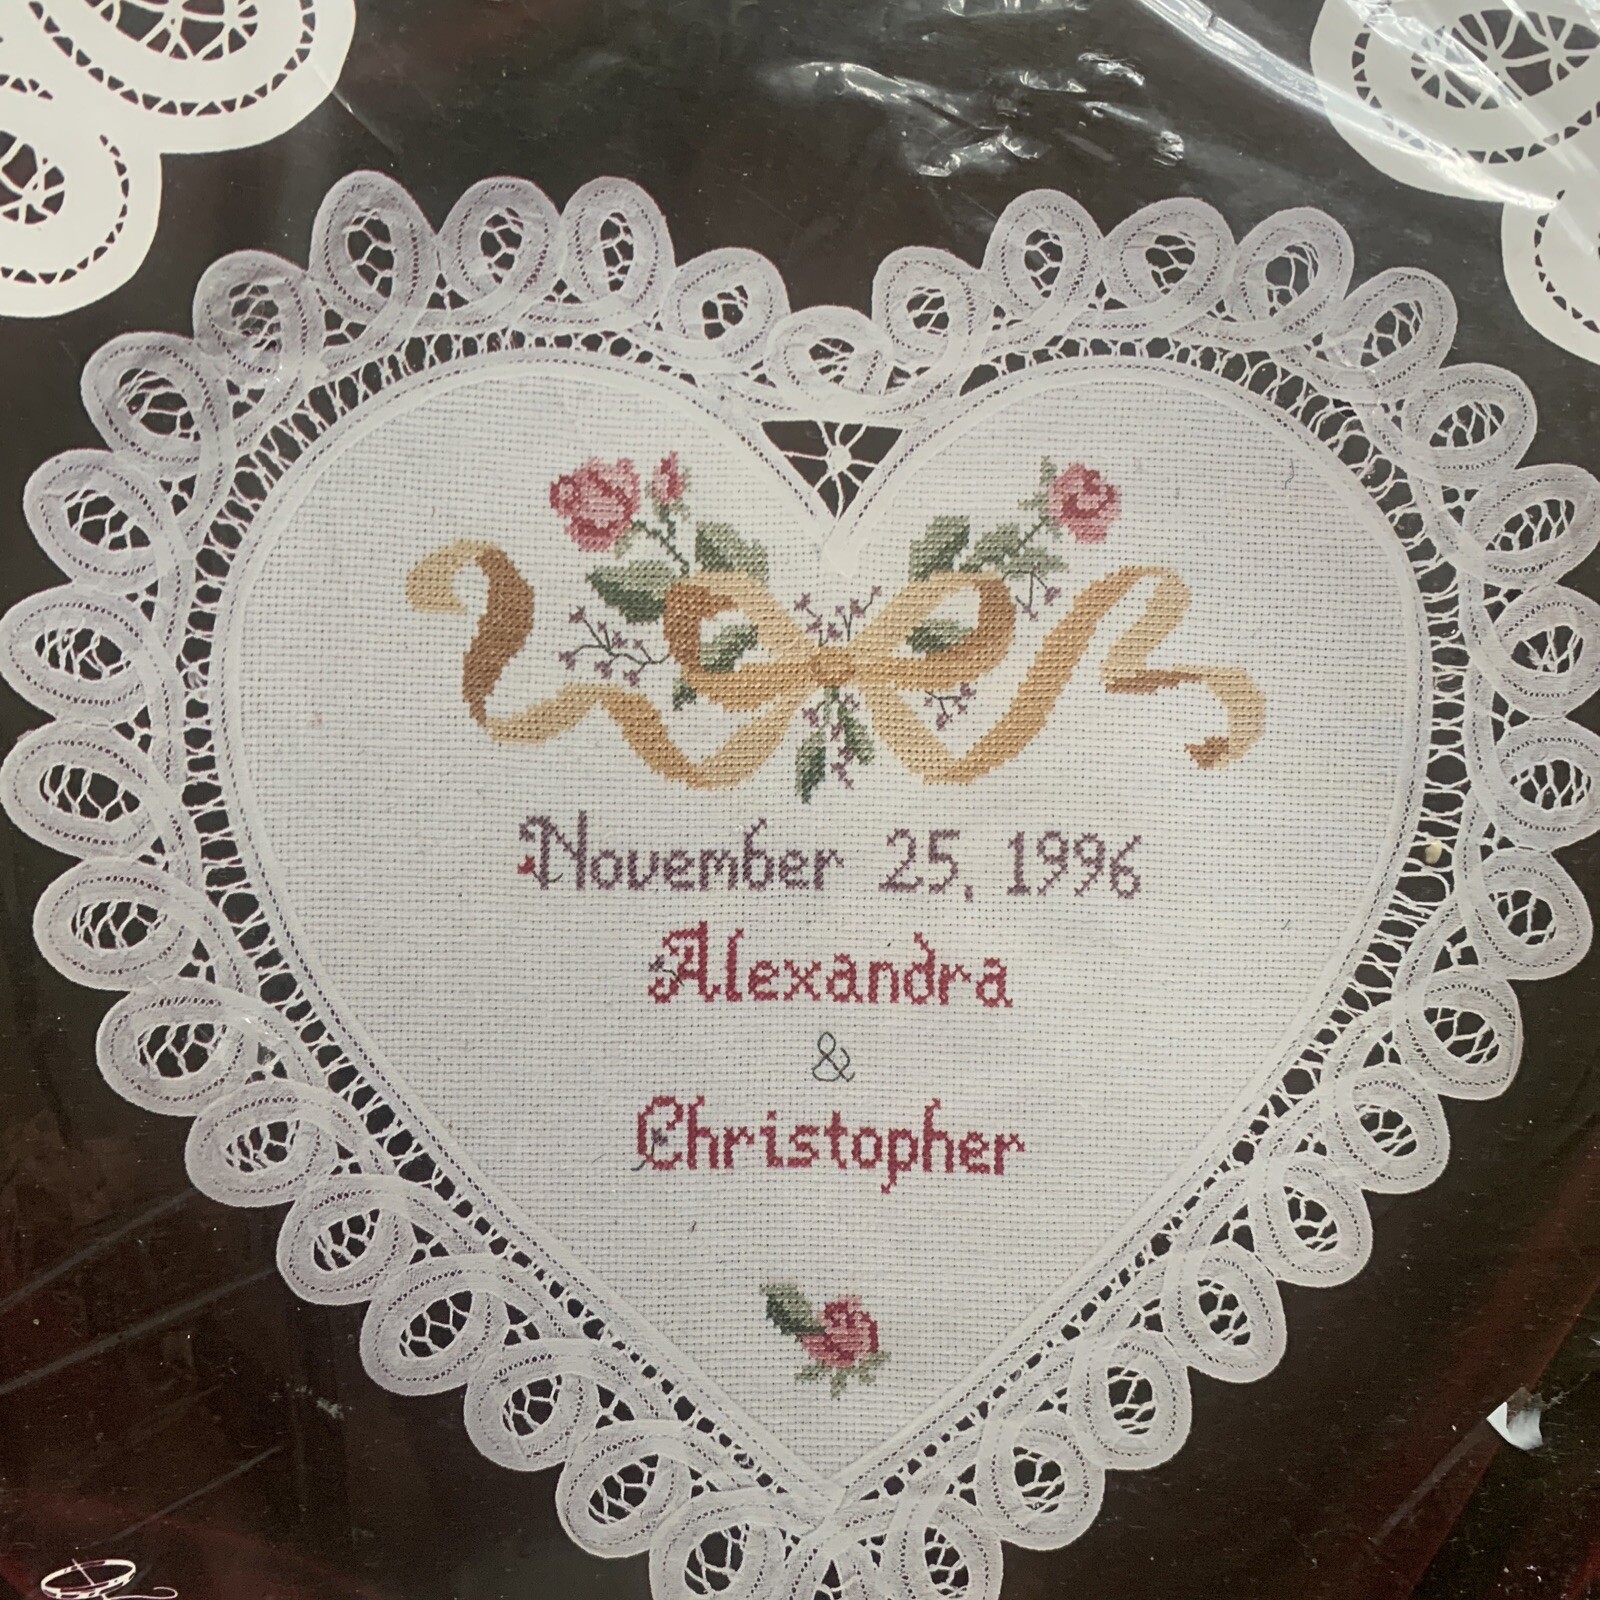 November 25, 1996
Alexandra
&
Christopher